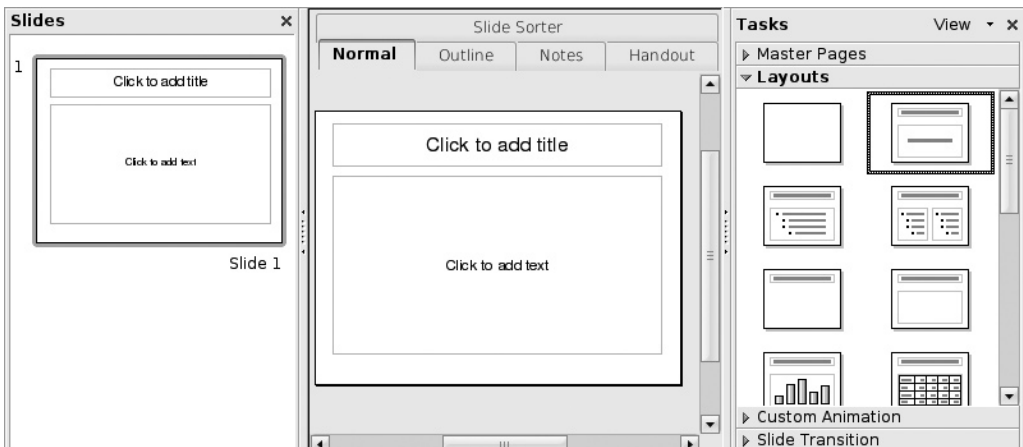 Slides
1
Click to add title
Click to add text
Slide 1
Slide Sorter
Normal Outline Notes Handout
Click to add title
Click to add text
Tasks View
Master Pages
Layouts
Custom Animation
Slide Transition